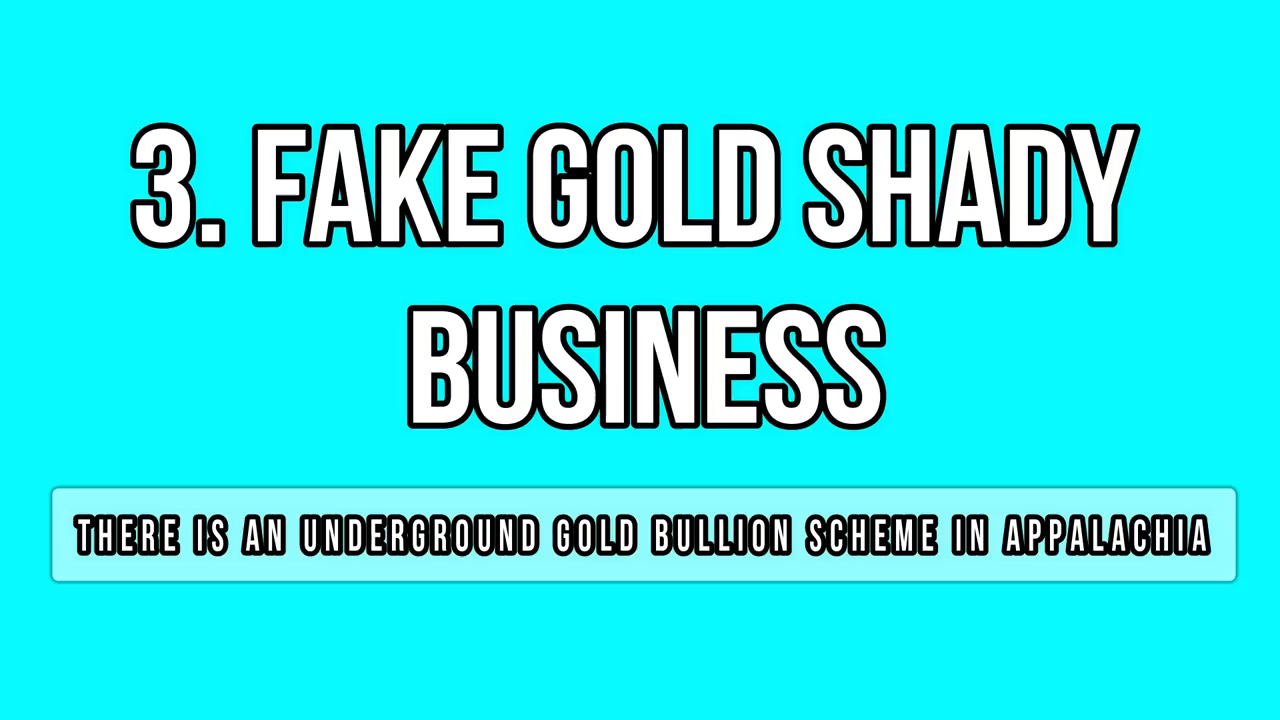 3. FAKE GOLD SHADY
BUSINESS
THERE IS AN UNDERGROUND GOLD BULLION SCHEME IN APPALACHIA